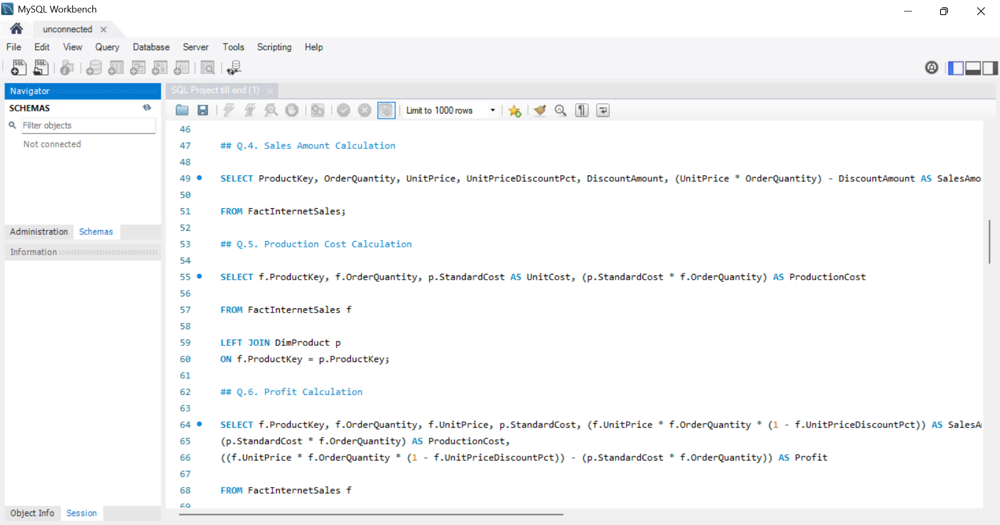 MySQL Workbench
unconnected
File Edit View Query Database Server Tools Scripting Help
SQL SQL
Navigator
SCHEMAS
Filter objects
Not connected
Administration Schemas
Information
Object Info Session
SQL Project till end (1)
Limit to 1000 rows
46
47 ## Q.4. Sales Amount Calculation
48
49 SELECT ProductKey, OrderQuantity, UnitPrice, UnitPriceDiscountPct, DiscountAmount, (UnitPrice * OrderQuantity) - DiscountAmount AS SalesAmo
50
51 FROM FactInternetSales;
52
53 ## Q.5. Production Cost Calculation
54
55 SELECT f.ProductKey, f.OrderQuantity, p.StandardCost AS UnitCost, (p.StandardCost * f.OrderQuantity) AS ProductionCost
56
57 FROM FactInternetSales f
58
59 LEFT JOIN DimProduct p
60 ON f.ProductKey = p.ProductKey;
61
62 ## Q.6. Profit Calculation
63
64 SELECT f.ProductKey, f.OrderQuantity, f.UnitPrice, p.StandardCost, (f.UnitPrice * f.OrderQuantity * (1 - f.UnitPriceDiscountPct)) AS SalesA
65 (p.StandardCost * f.OrderQuantity) AS ProductionCost,
66 ((f.UnitPrice * f.OrderQuantity * (1 - f.UnitPriceDiscountPct)) - (p.StandardCost * f.OrderQuantity)) AS Profit
67
68 FROM FactInternetSales f
69